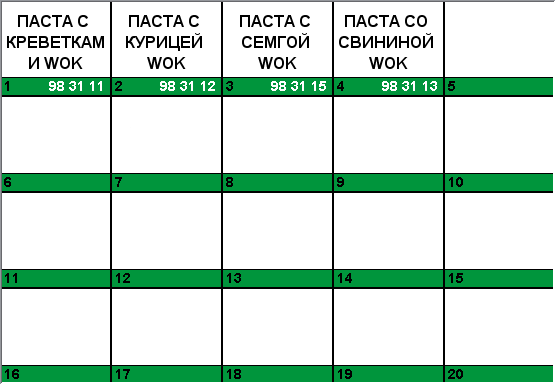 ПАСТА С КРЕВЕТКАМ И WOK
ПАСТА С КУРИЦЕЙ WOK
ПАСТА С СЕМГОЙ WOK
ПАСТА СО СВИНИНОЙ WOK
1 98 31 11 2 98 31 12 3 98 31 15 4 98 31 13 5
6 7 8 9 10
11 12 13 14 15
16 17 18 19 20